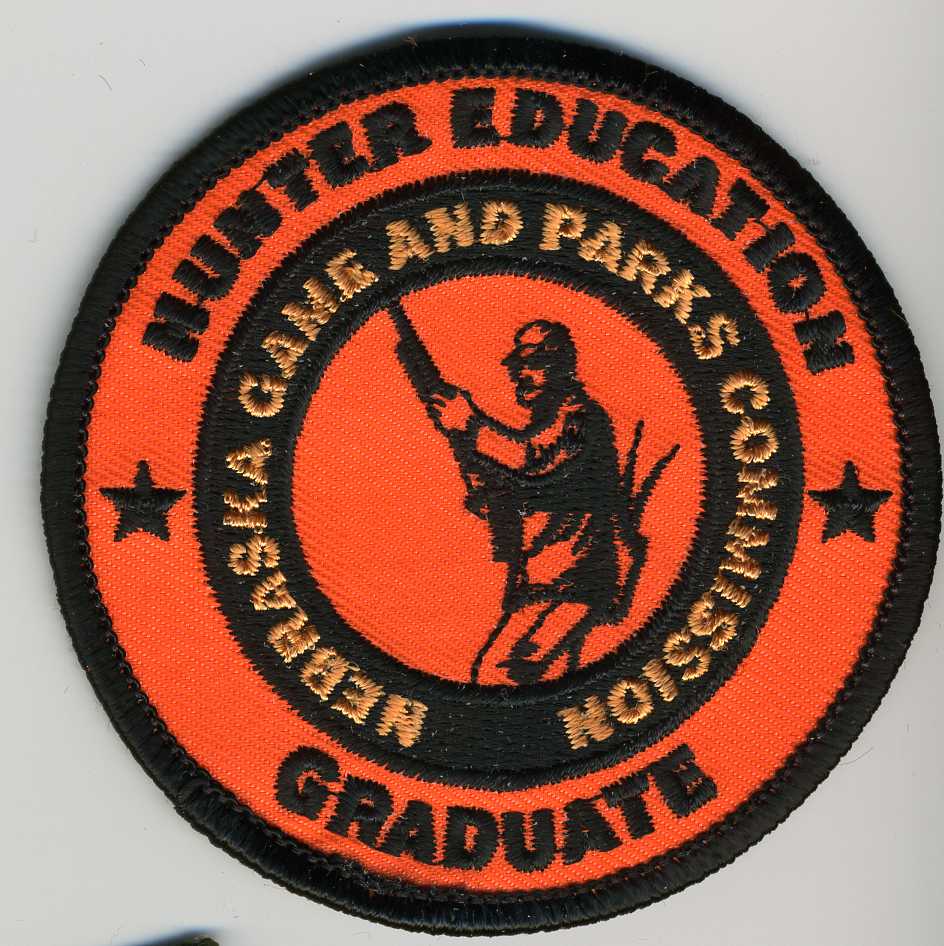 HUNTER EDUCATION
NEBRASKA GAME AND PARKS COMMISSION
GRADUATE